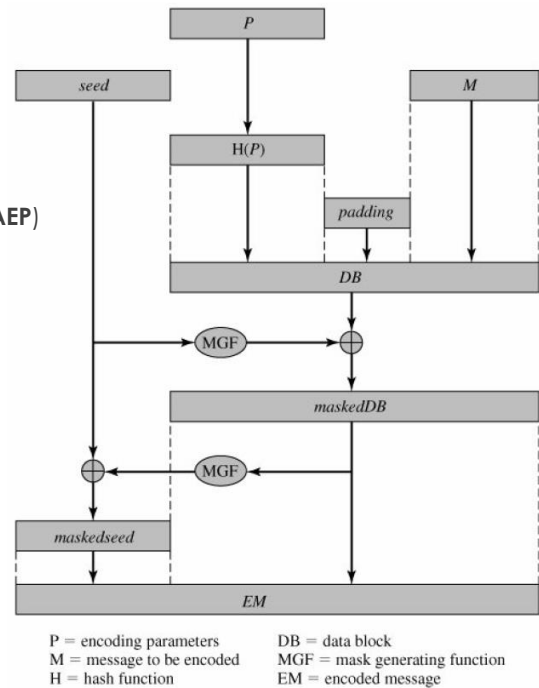 P
seed
M
H(P)
padding
AEP)
DB
MGF
maskedDB
MGF
maskedseed
EM
P = encoding parameters DB = data block
M = message to be encoded MGF = mask generating function
H = hash function EM = encoded message